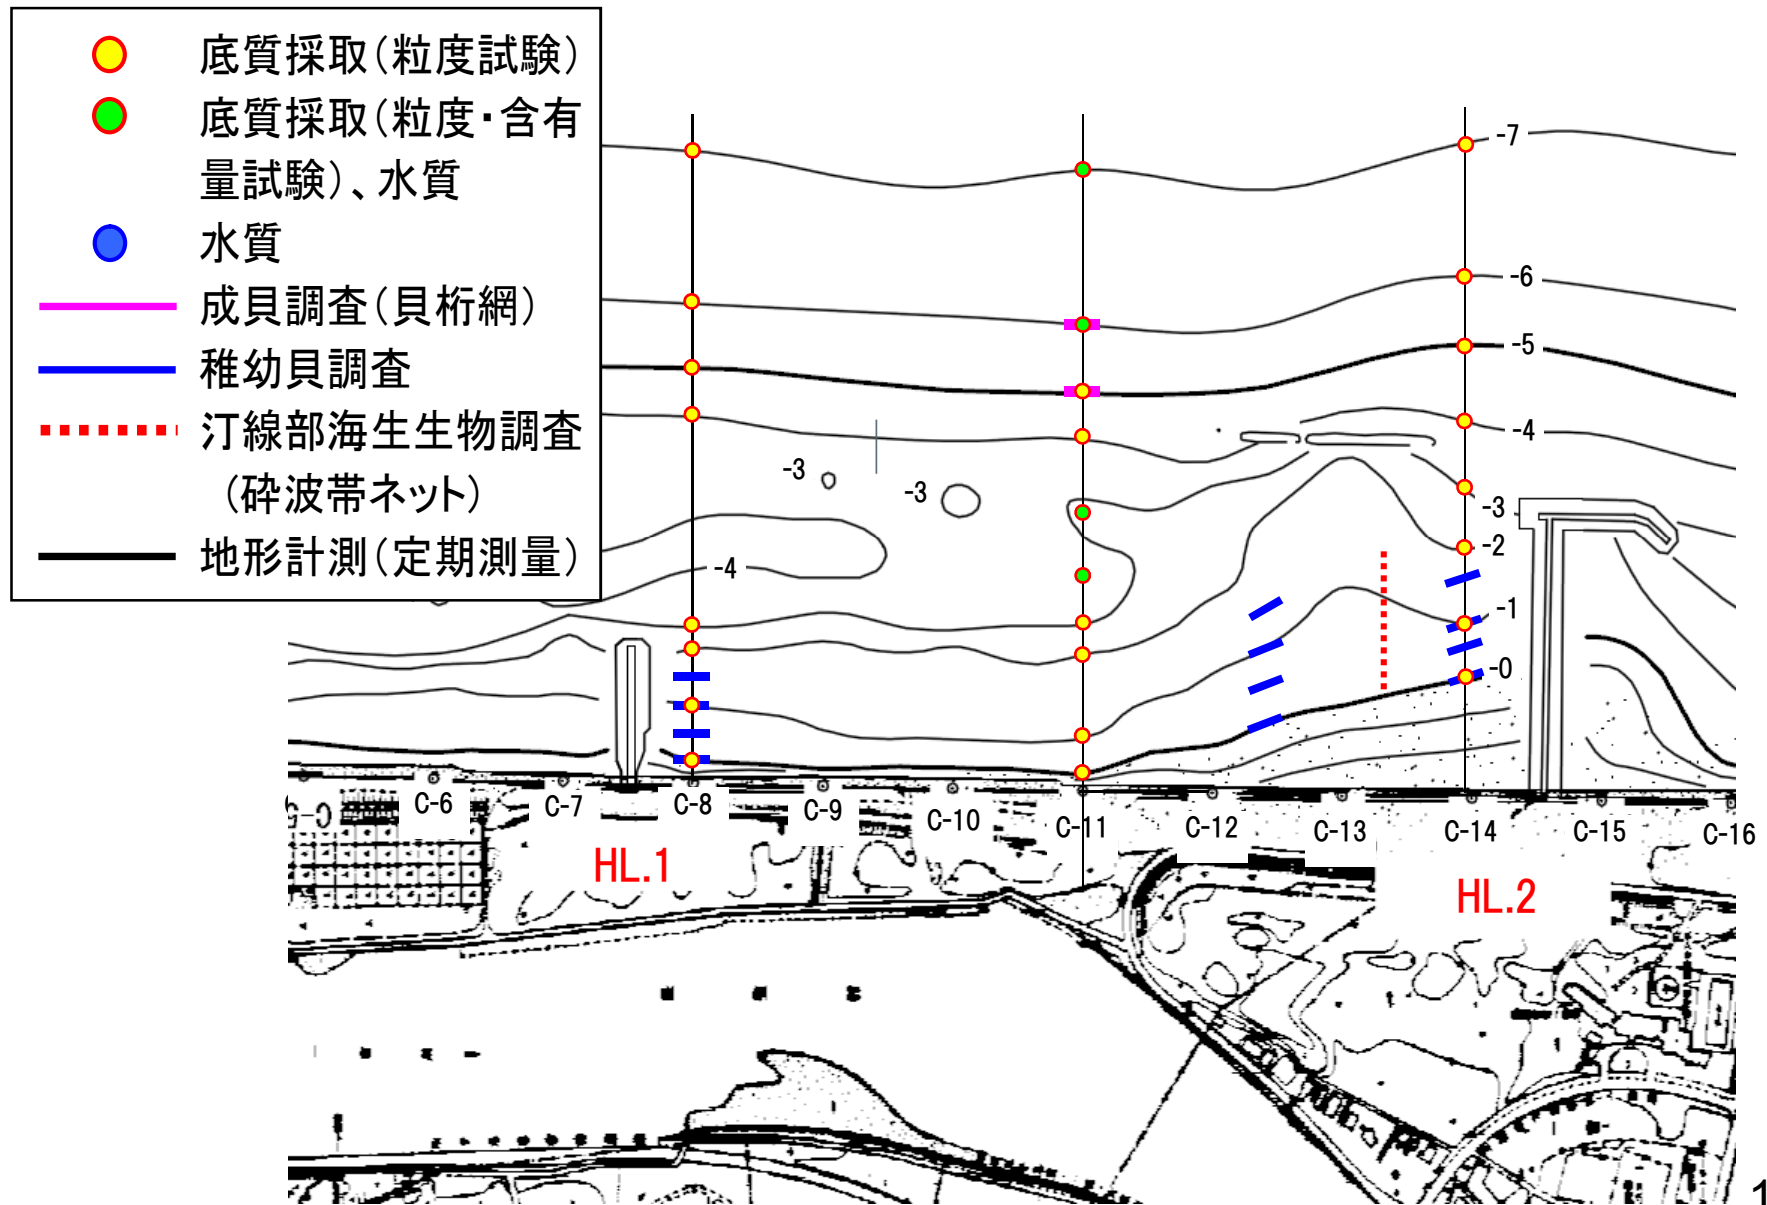 底質採取（粒度試験）
底質採取（粒度・含有
量試験）、水質
水質
成貝調査（貝桁網）
稚幼貝調査
汀線部海生生物調査
（砕波帯ネット）
地形計測（定期測量）
-7
-6
-5
-4
-3
-3
-3
-2
-4
-1
-0
C-5
C-6
C-7
C-8
C-9
C-10
C-11
C-12
C-13
C-14
C-15
C-16
HL.1
HL.2
1